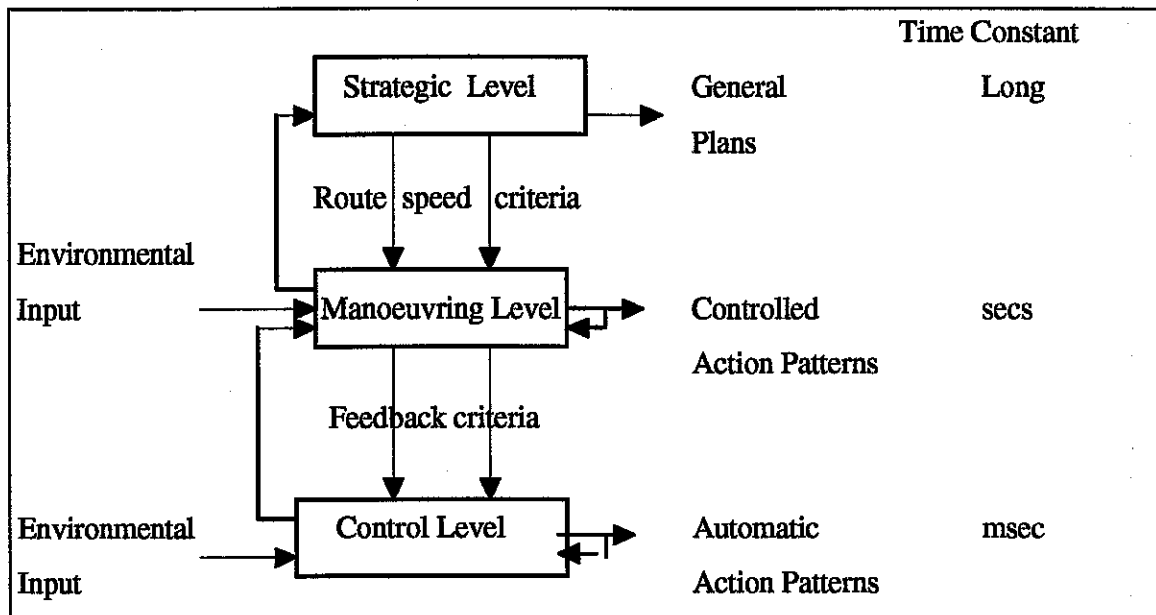 Time Constant
Strategic Level
General
Long
Plans
Route speed criteria
Environmental
Input
Manoeuvring Level
Controlled
secs
Action Patterns
Feedback criteria
Environmental
Control Level
Automatic
msec
Input
Action Patterns